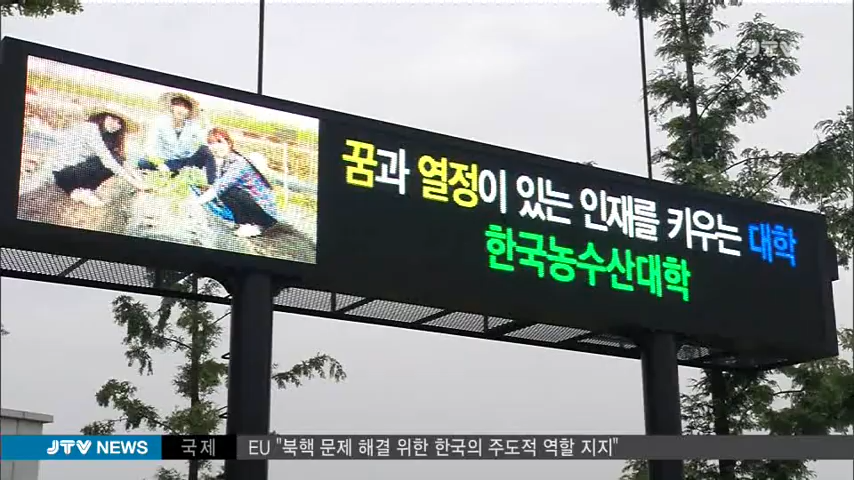 JTV
꿈과 열정이 있는 인재를 키우는 대학
한국농수산대학
JTV NEWS 국제 EU "북핵 문제 해결 위한 한국의 주도적 역할 지지"